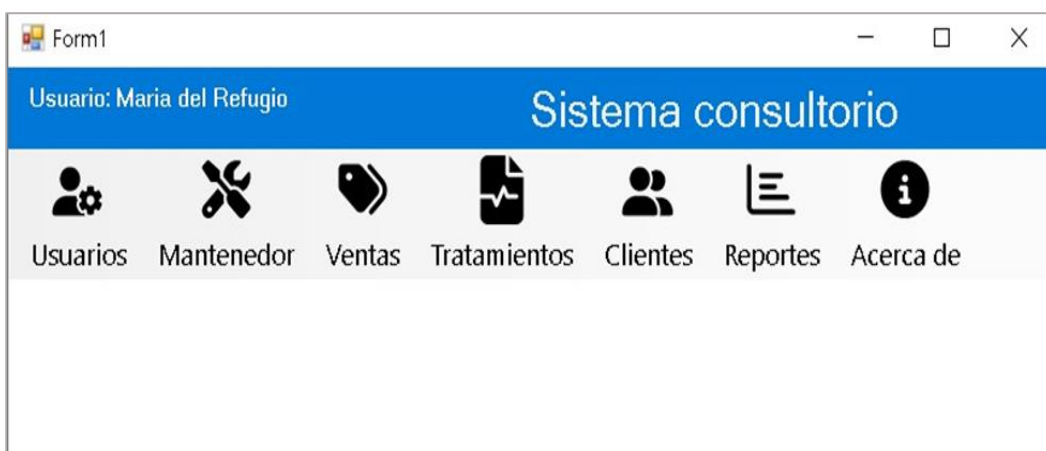 Form1
Usuario: Maria del Refugio
Sistema consultorio
Usuarios Mantenedor Ventas Tratamientos Clientes Reportes Acerca de